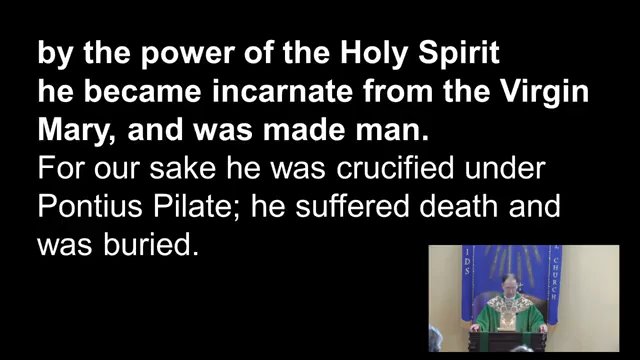 by the power of the Holy Spirit
he became incarnate from the Virgin
Mary, and was made man.
For our sake he was crucified under
Pontius Pilate; he suffered death and
was buried.
CHURCH